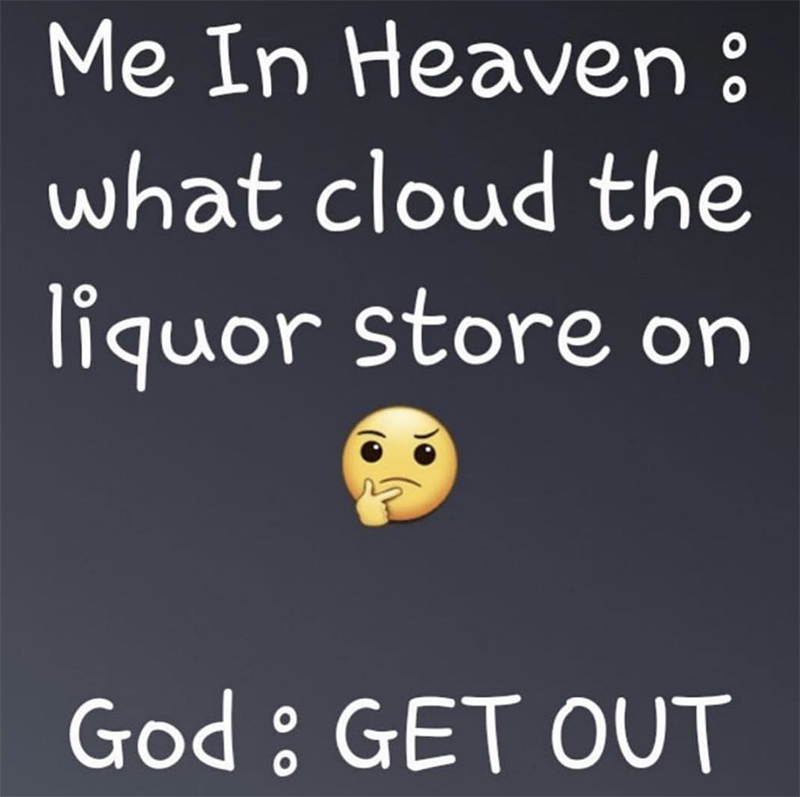 Me In Heaven :
what cloud the
liquor store on
🤔
God : GET OUT